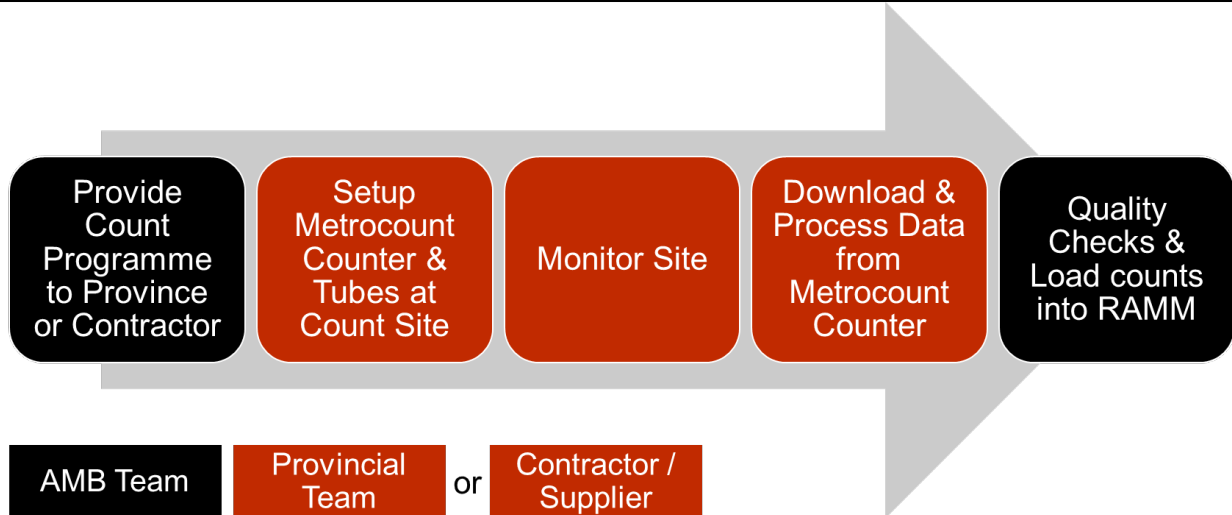 Provide
Count
Programme
to Province
or Contractor
Setup
Metrocount
Counter &
Tubes at
Count Site
Monitor Site
Download &
Process Data
from
Metrocount
Counter
Quality
Checks &
Load counts
into RAMM
AMB Team
Provincial
Team
or
Contractor /
Supplier